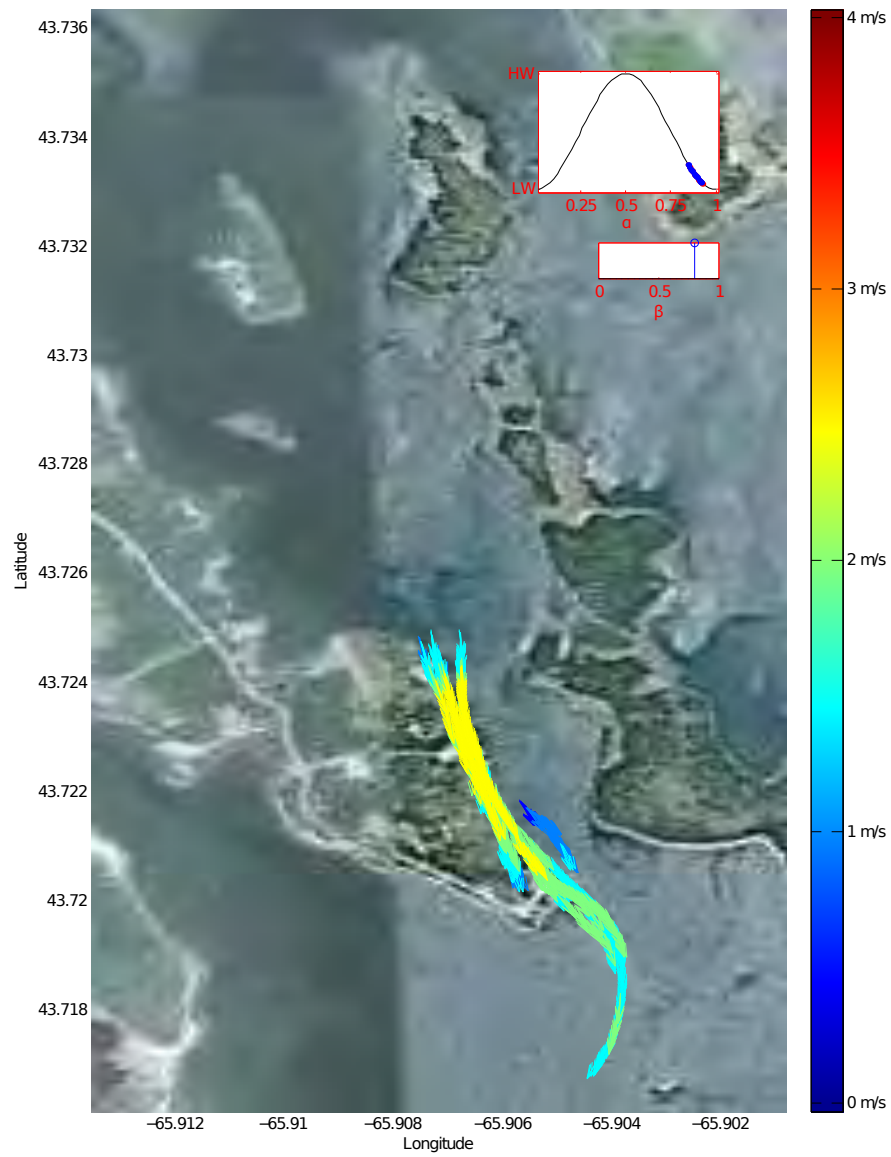 43.736
43.734
43.732
43.73
43.728
43.726
43.724
43.722
43.72
43.718
Latitude
−65.912
−65.91
−65.908
−65.906
−65.904
−65.902
Longitude
HW
LW
0.25
0.5
0.75
1
α
0
0.5
1
β
4 m/s
3 m/s
2 m/s
1 m/s
0 m/s